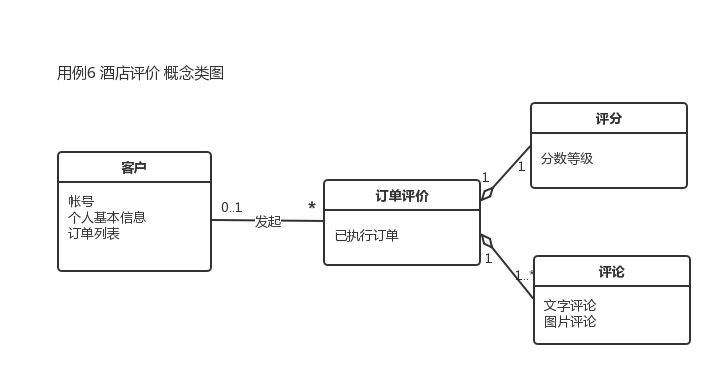 用例6 酒店评价 概念类图
客户
帐号
个人基本信息
订单列表
0..1
发起
*
订单评价
已执行订单
1
1
评分
分数等级
1
1..*
评论
文字评论
图片评论